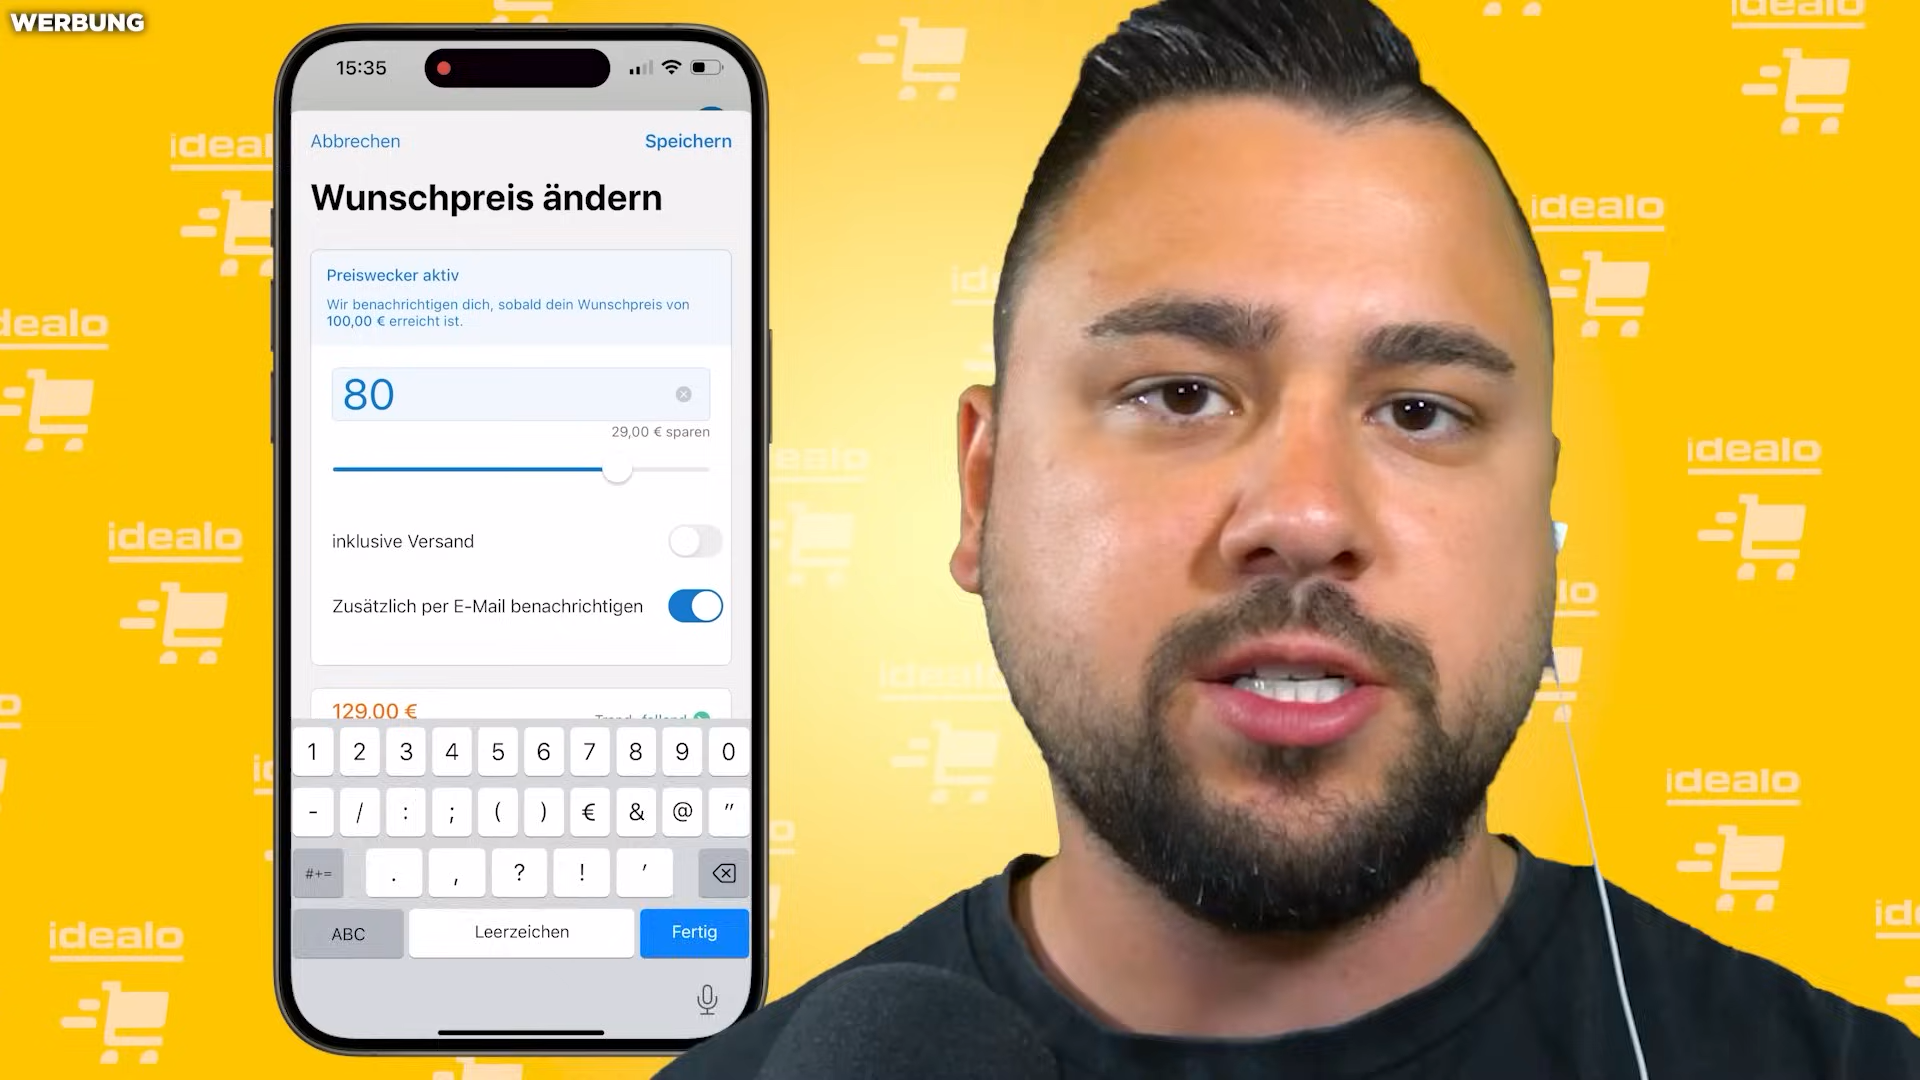 WERBUNG
15:35
Abbrechen
Speichern
Wunschpreis ändern
Preiswecker aktiv
Wir benachrichtigen dich, sobald dein Wunschpreis von
100,00 € erreicht ist.
80
29,00 € sparen
inklusive Versand
Zusätzlich per E-Mail benachrichtigen
129,00 €
1 2 3 4 5 6 7 8 9 0
- / : ; ( ) € & @ "
#+= . , ? ! '
ABC Leerzeichen Fertig
idealo
idealo
idealo
idealo
idealo
idealo
idealo
idealo